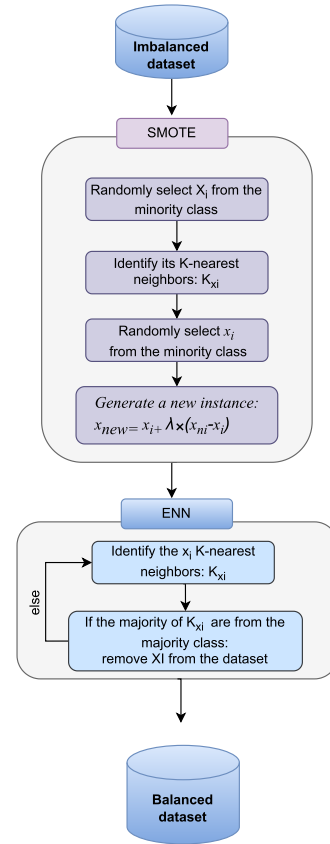 Imbalanced
dataset
SMOTE
Randomly select Xi from the
minority class
Identify its K-nearest
neighbors: Kxi
Randomly select xi
from the minority class
Generate a new instance:
xnew= xi+ λ×(xni-xi)
ENN
Identify the xi K-nearest
neighbors: Kxi
else
If the majority of Kxi are from the
majority class:
remove XI from the dataset
Balanced
dataset